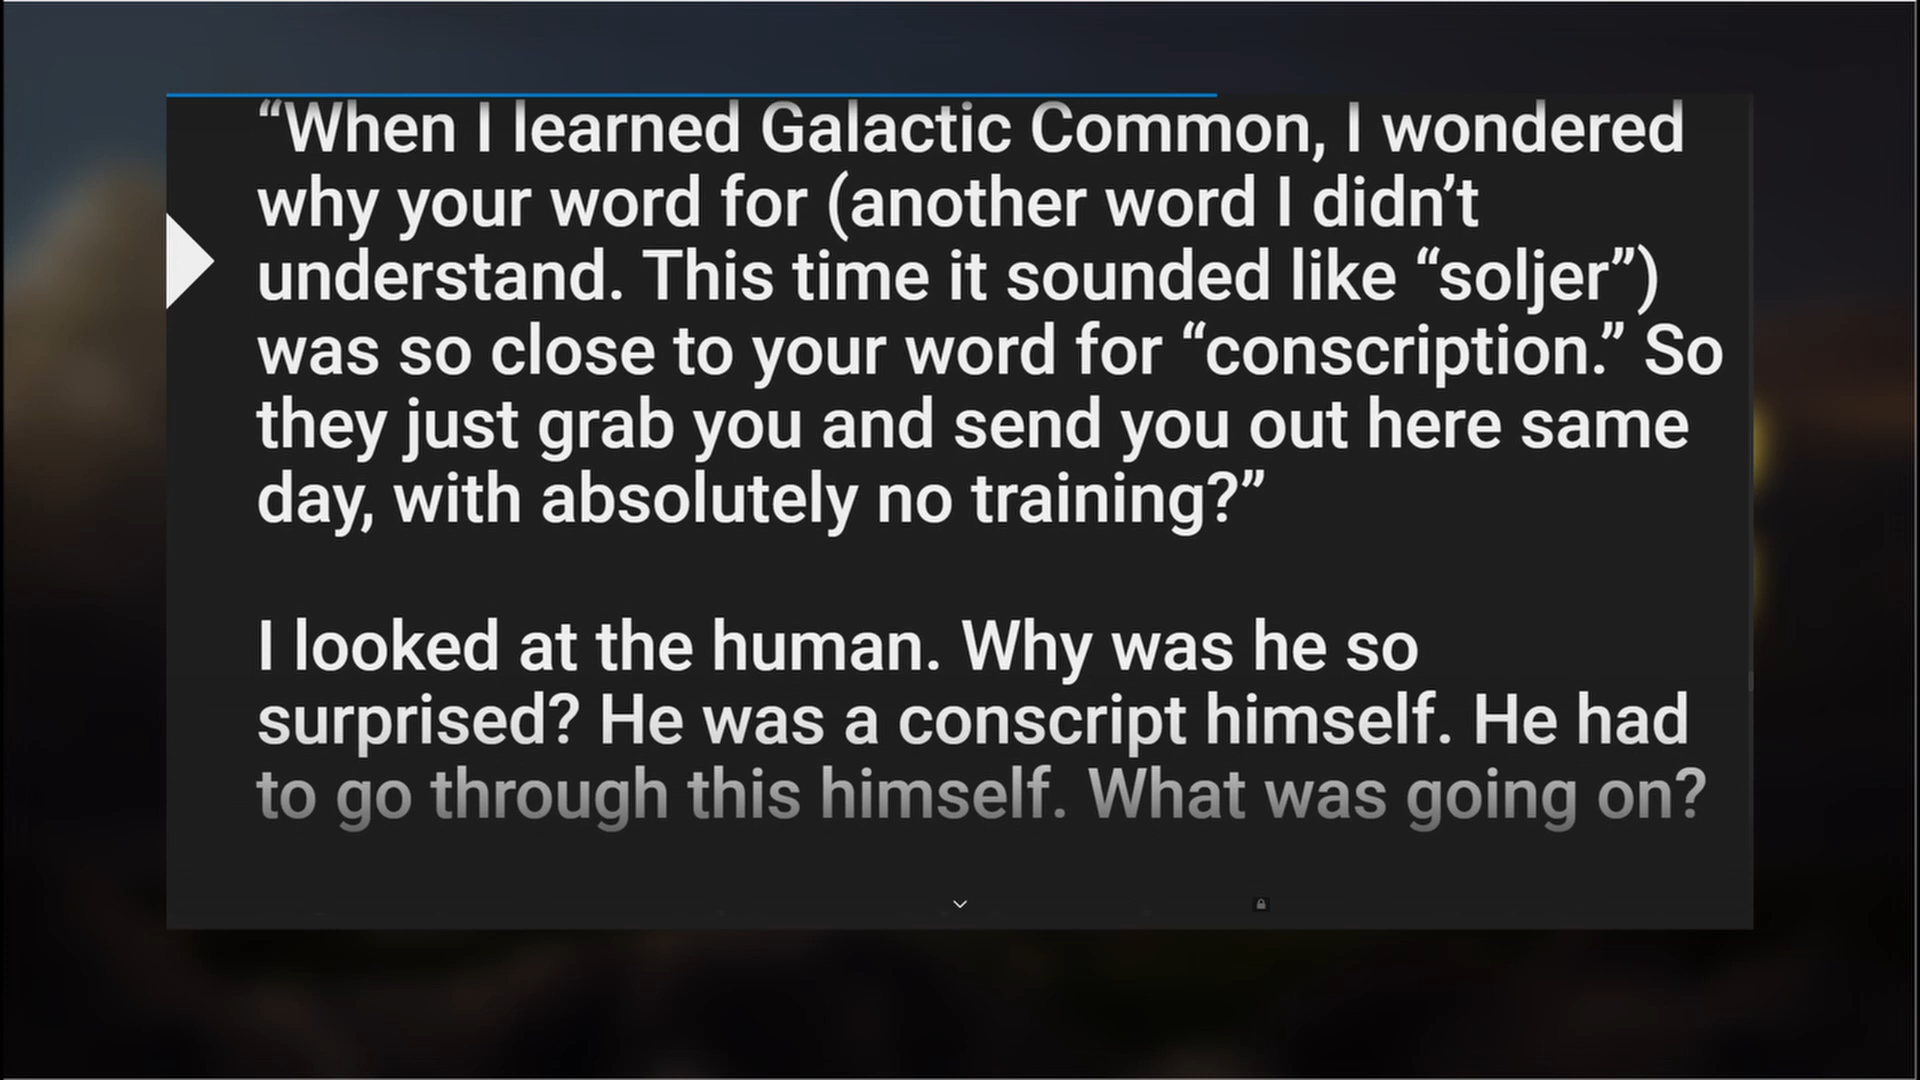 “When I learned Galactic Common, I wondered
why your word for (another word I didn’t
understand. This time it sounded like “soljer”)
was so close to your word for “conscription.” So
they just grab you and send you out here same
day, with absolutely no training?”
I looked at the human. Why was he so
surprised? He was a conscript himself. He had
to go through this himself. What was going on?